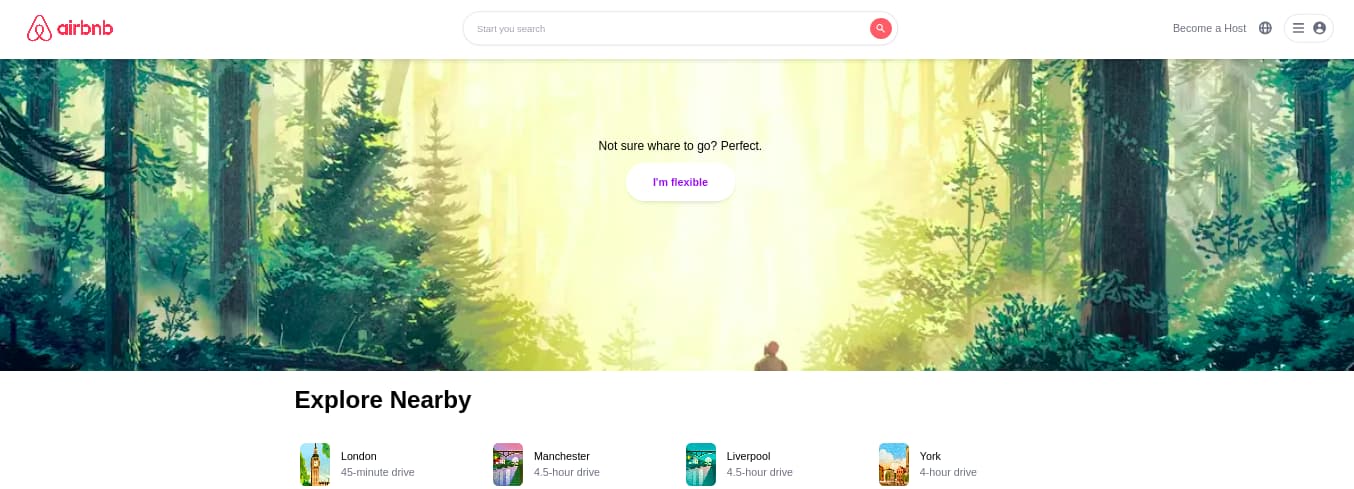 airbnb
Start you search
Become a Host
Not sure whare to go? Perfect.
I'm flexible
Explore Nearby
London
45-minute drive
Manchester
4.5-hour drive
Liverpool
4.5-hour drive
York
4-hour drive